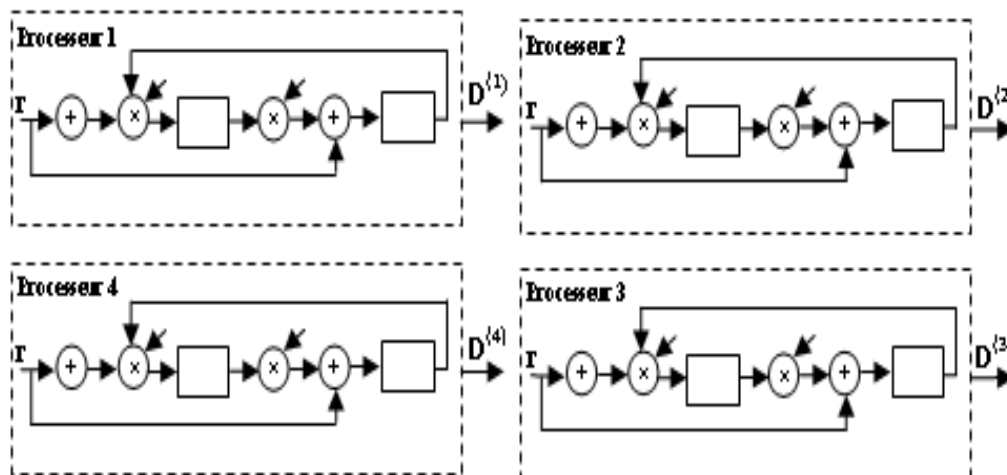 Processeur 1
r + × × + D(1)
Processeur 2
r + × × + D(2
Processeur 4
r + × × + D(4)
Processeur 3
r + × × + D(3